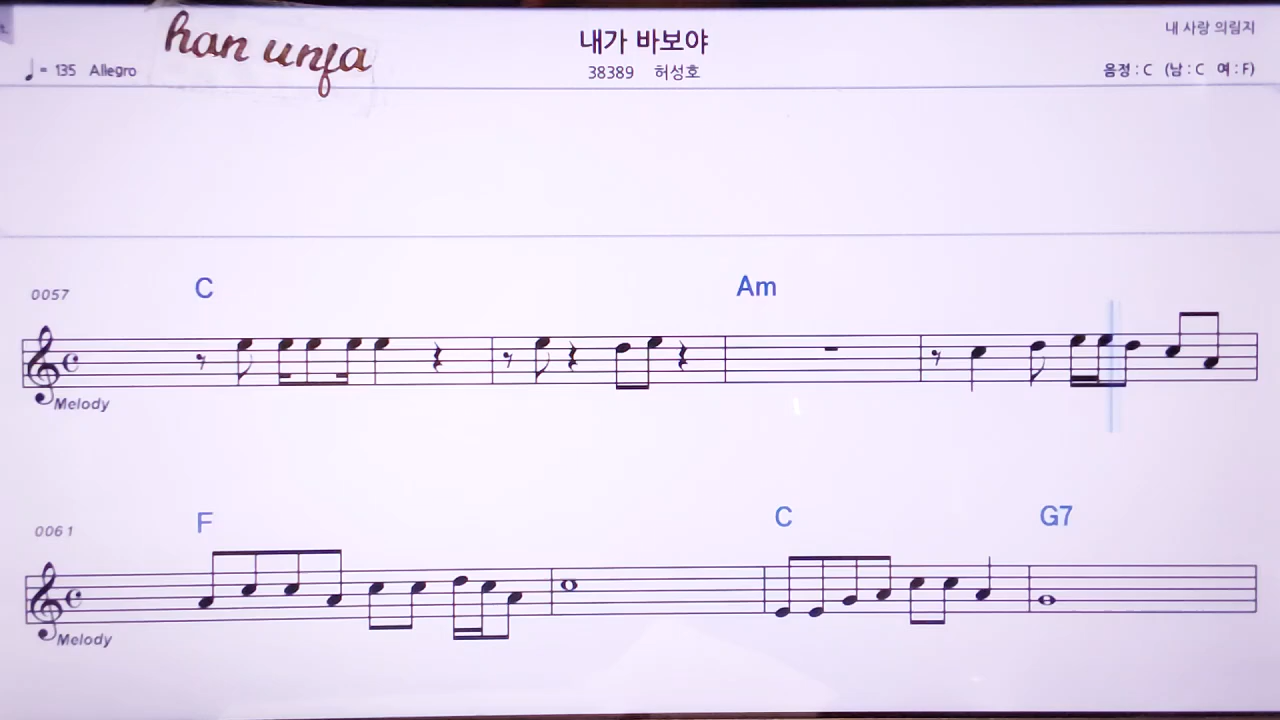 han unja
내가 바보야
내 사랑 의림지
♩= 135 Allegro
38389 허성호
음정 : C (남 : C 여 : F)
0057 C Am
Melody
0061 F C G7
Melody